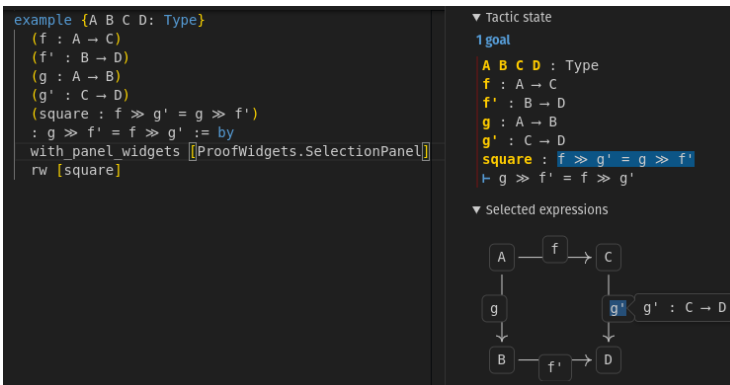 example {A B C D: Type}
(f : A → C)
(f' : B → D)
(g : A → B)
(g' : C → D)
(square : f ≫ g' = g ≫ f')
: g ≫ f' = f ≫ g' := by
with_panel_widgets [ProofWidgets.SelectionPanel]
rw [square]
▼ Tactic state
1 goal
A B C D : Type
f : A → C
f' : B → D
g : A → B
g' : C → D
square : f ≫ g' = g ≫ f'
⊢ g ≫ f' = f ≫ g'
▼ Selected expressions
A f C
g g' g' : C → D
B f' D